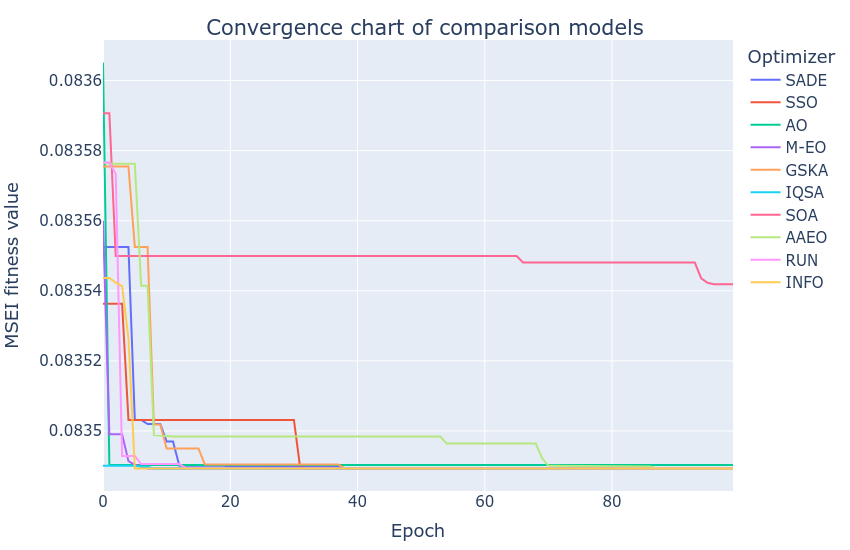 Convergence chart of comparison models
MSEI fitness value
0.0836
0.08358
0.08356
0.08354
0.08352
0.0835
0 20 40 60 80
Epoch
Optimizer
SADE
SSO
AO
M-EO
GSKA
IQSA
SOA
AAEO
RUN
INFO